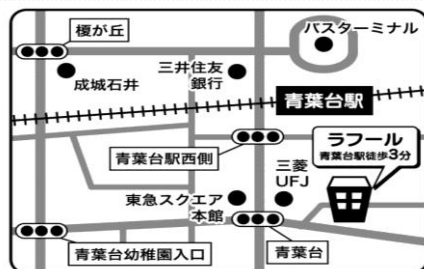 榎が丘
バスターミナル
成城石井
三井住友
銀行
青葉台駅
青葉台駅西側
ラフール
青葉台駅徒歩3分
三菱
UFJ
東急スクエア
本館
青葉台幼稚園入口
青葉台